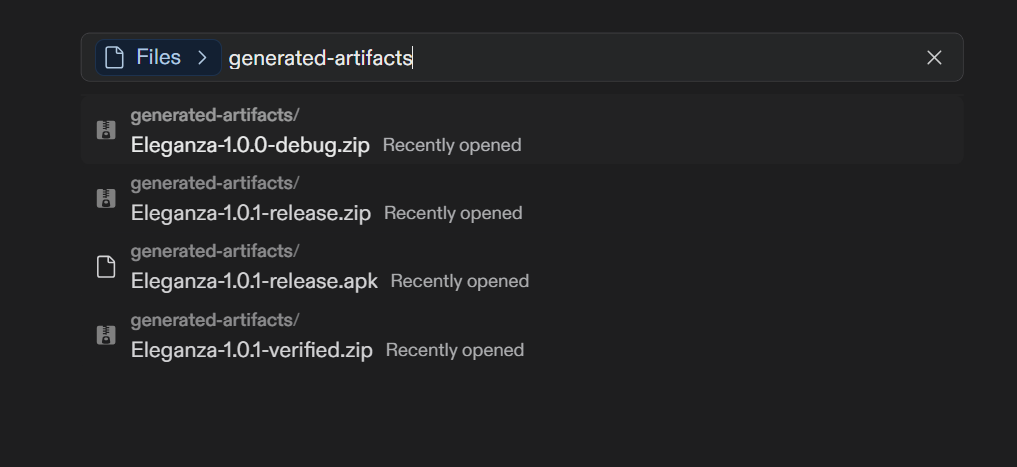 Files > generated-artifacts
generated-artifacts/
Eleganza-1.0.0-debug.zip Recently opened
generated-artifacts/
Eleganza-1.0.1-release.zip Recently opened
generated-artifacts/
Eleganza-1.0.1-release.apk Recently opened
generated-artifacts/
Eleganza-1.0.1-verified.zip Recently opened